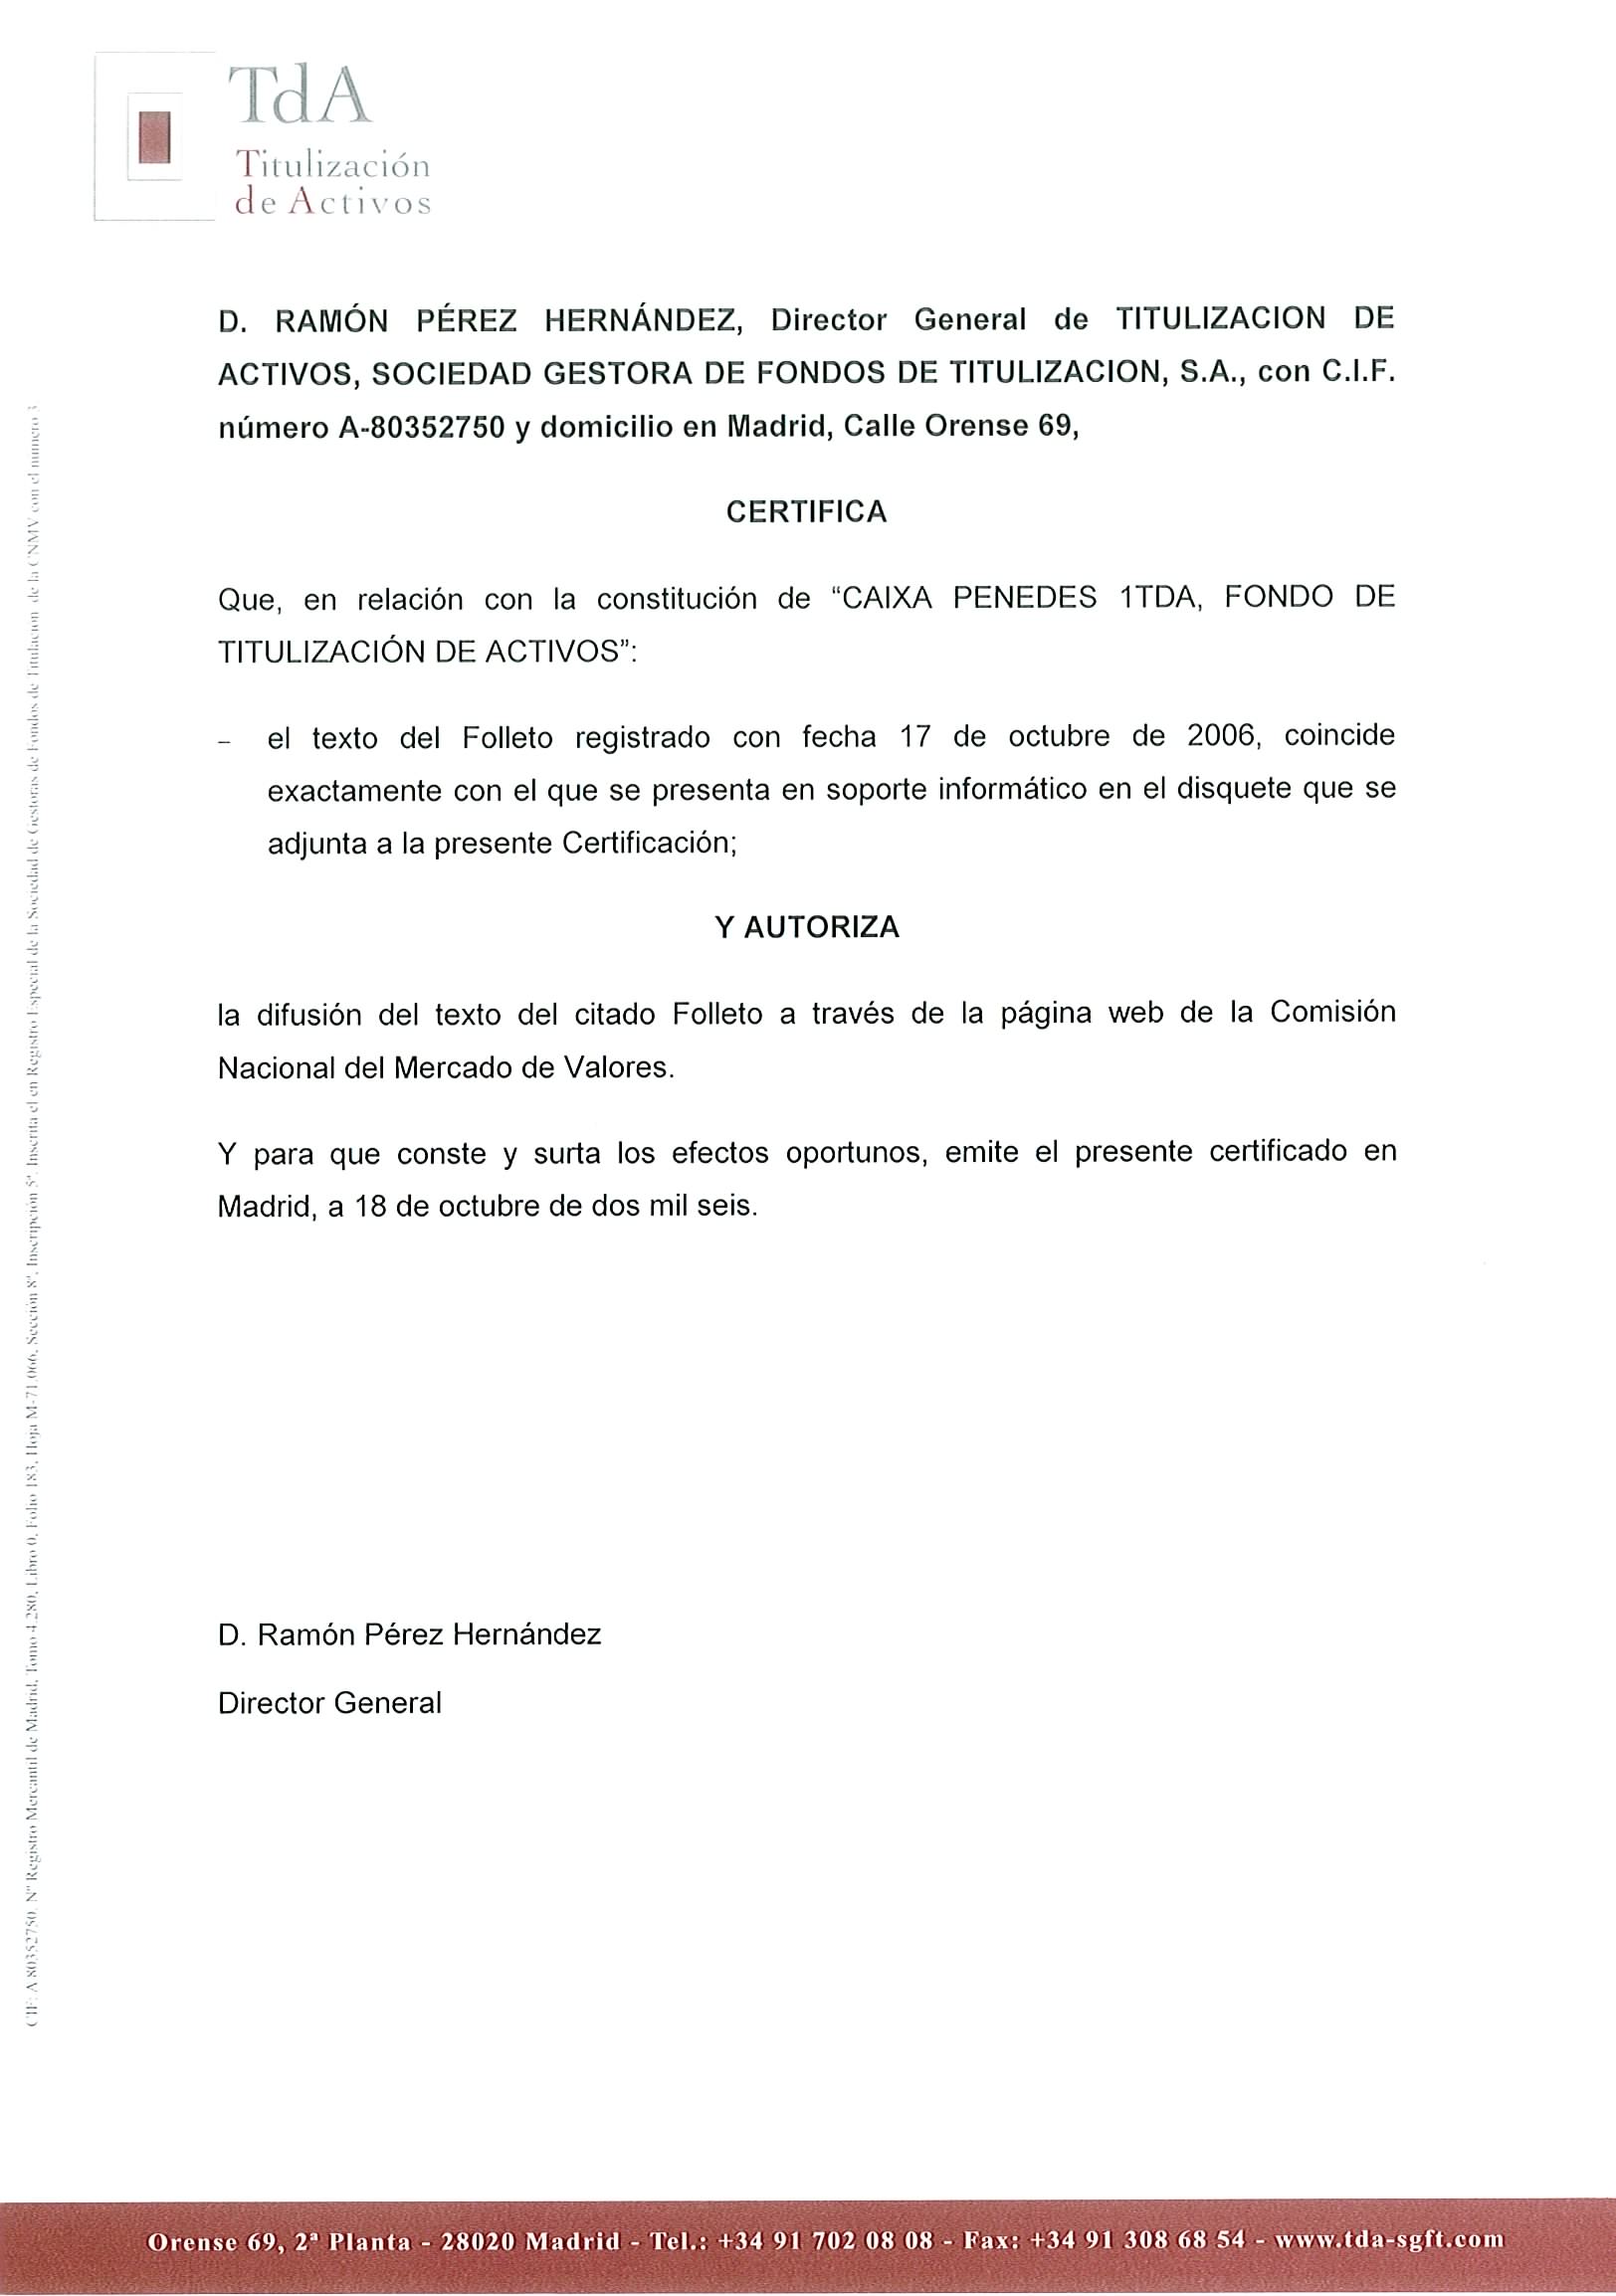 TdA
Titulización
de Activos
D. RAMÓN PÉREZ HERNÁNDEZ, Director General de TITULIZACION DE
ACTIVOS, SOCIEDAD GESTORA DE FONDOS DE TITULIZACION, S.A., con C.I.F.
número A-80352750 y domicilio en Madrid, Calle Orense 69,
CERTIFICA
Que, en relación con la constitución de “CAIXA PENEDES 1TDA, FONDO DE
TITULIZACIÓN DE ACTIVOS”:
– el texto del Folleto registrado con fecha 17 de octubre de 2006, coincide
exactamente con el que se presenta en soporte informático en el disquete que se
adjunta a la presente Certificación;
Y AUTORIZA
la difusión del texto del citado Folleto a través de la página web de la Comisión
Nacional del Mercado de Valores.
Y para que conste y surta los efectos oportunos, emite el presente certificado en
Madrid, a 18 de octubre de dos mil seis.
D. Ramón Pérez Hernández
Director General
CIF: A 80352750. Nº Registro Mercantil de Madrid, Tomo 4.280, Libro 0, Folio 183, Hoja M-71.066, Sección 8ª, Inscripción 5ª. Inscrita el en Registro Especial de la Sociedad de Gestoras de Fondos de Titulacion de la CNMV con el numero 3
Orense 69, 2ª Planta - 28020 Madrid - Tel.: +34 91 702 08 08 - Fax: +34 91 308 68 54 - www.tda-sgft.com